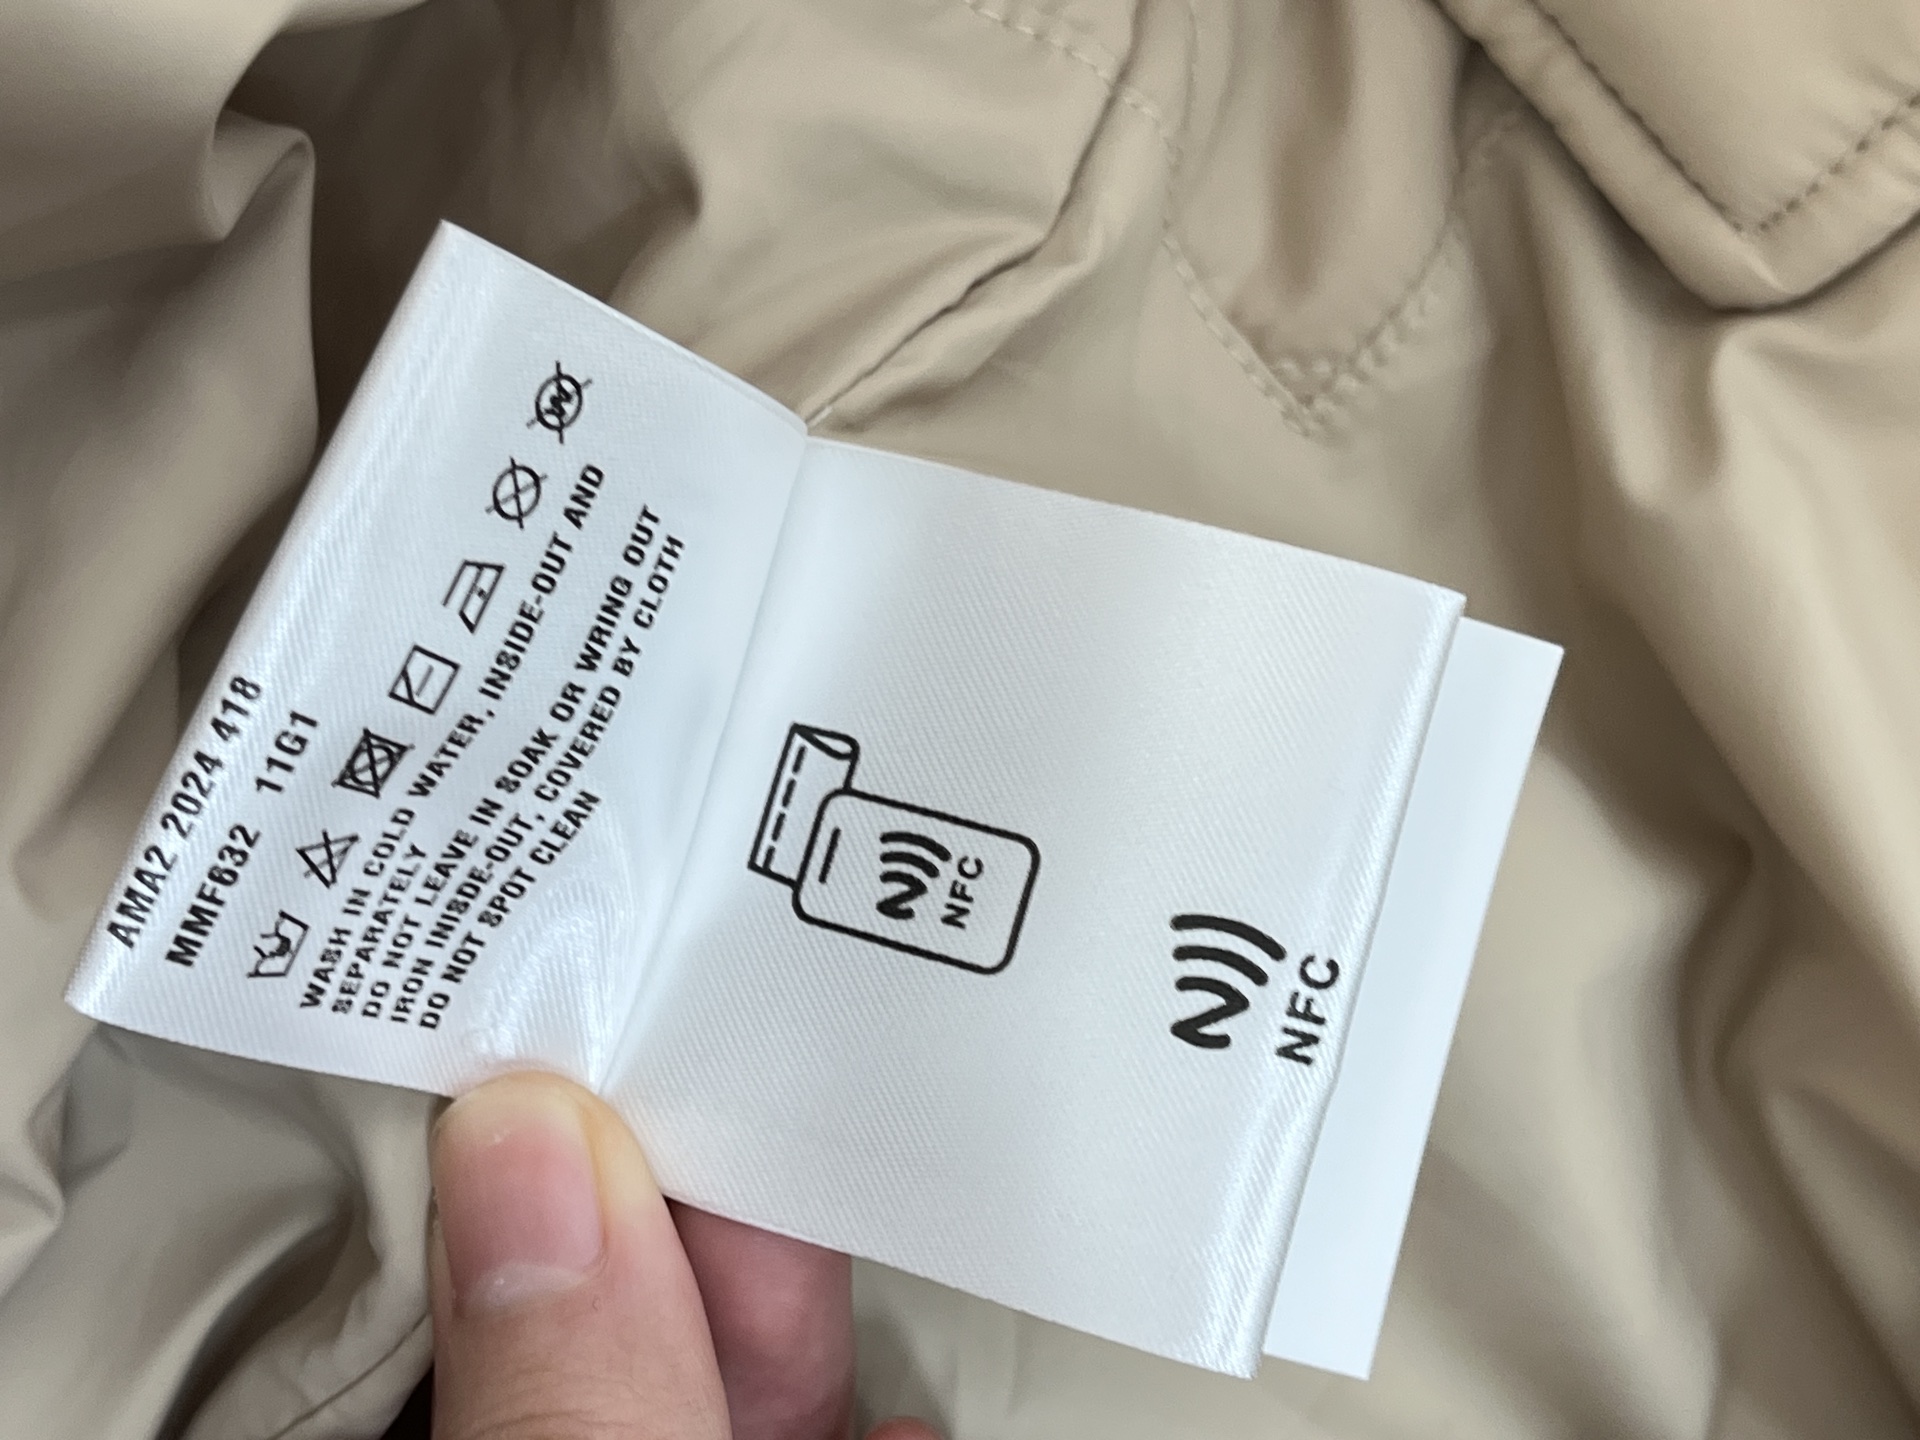 AMA2 2024 418
MMF632 11G1
WASH IN COLD WATER, INSIDE-OUT AND
SEPARATELY
DO NOT LEAVE IN SOAK OR WRING OUT
IRON INISDE-OUT, COVERED BY CLOTH
DO NOT SPOT CLEAN
NFC
NFC